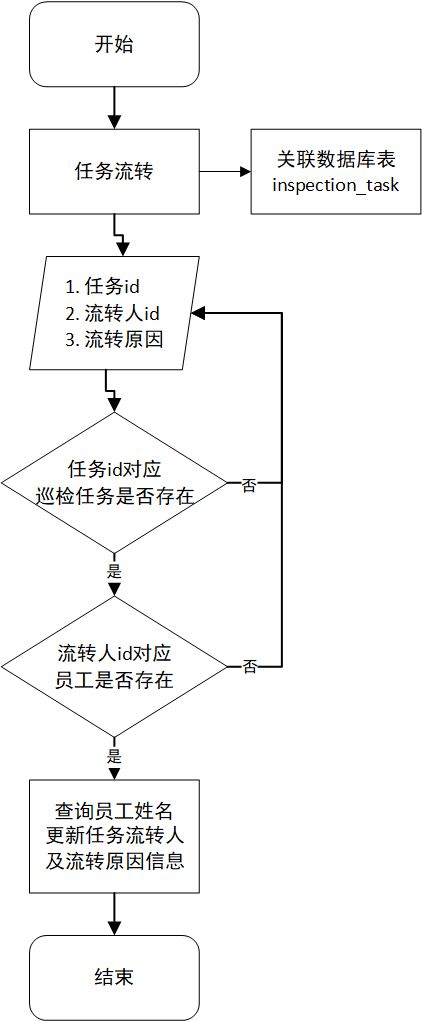 开始
任务流转
关联数据库表
inspection_task
1. 任务id
2. 流转人id
3. 流转原因
任务id对应
巡检任务是否存在
否
是
流转人id对应
员工是否存在
否
是
查询员工姓名
更新任务流转人
及流转原因信息
结束